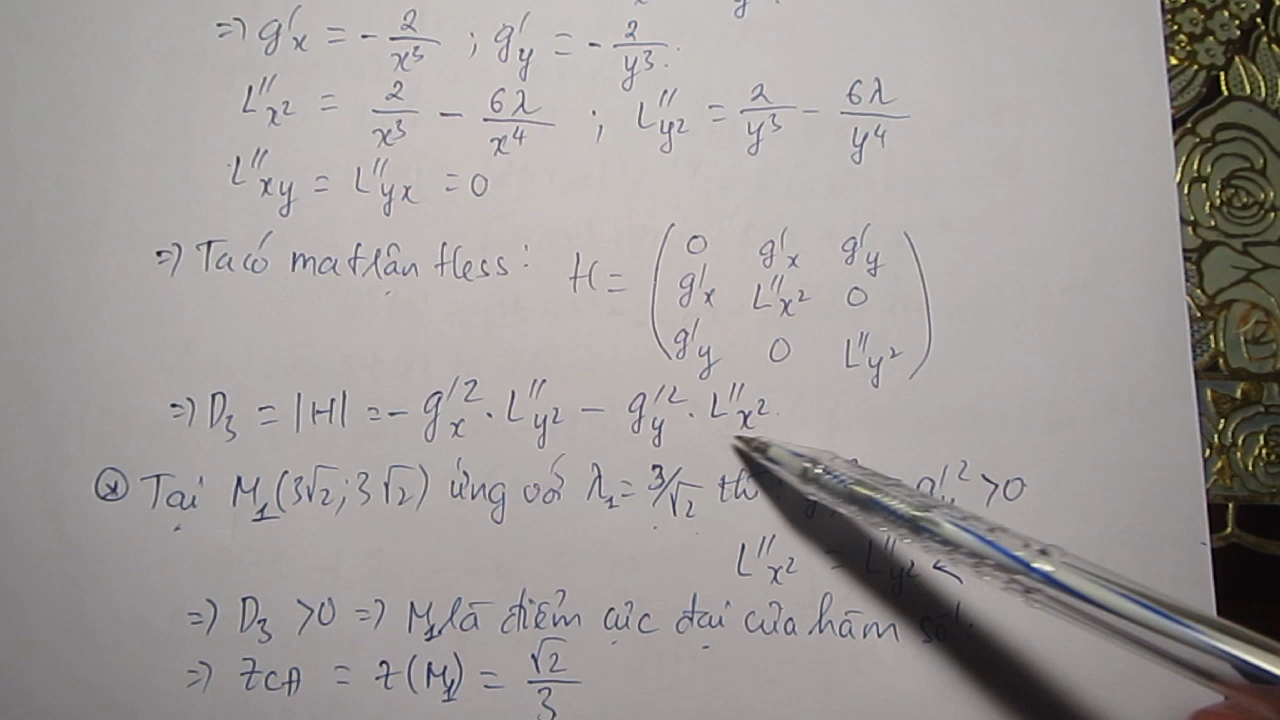 => g'x = - 2/x³ ; g'y = - 2/y³.
L''x² = 2/x³ - 6λ/x⁴ ; L''y² = 2/y³ - 6λ/y⁴
L''xy = L''yx = 0
=> Ta có ma trận Hess: H = (0 g'x g'y
g'x L''x² 0
g'y 0 L''y²)
=> D₃ = |H| = - g'x² . L''y² - g'y² . L''x².
* Tại M₁(3√2; 3√2) ứng với λ₁ = 3/√2 g'y² > 0
L''x² = L''y² <
=> D₃ > 0 => M₁ là điểm cực đại của hàm số.
=> ZCĐ = Z(M₁) = √2/3